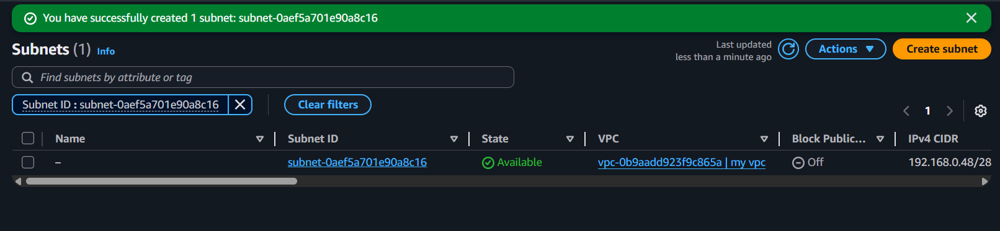 You have successfully created 1 subnet: subnet-0aef5a701e90a8c16
Subnets (1) Info
Last updated
less than a minute ago
Actions
Create subnet
Find subnets by attribute or tag
Subnet ID : subnet-0aef5a701e90a8c16
Clear filters
1
Name Subnet ID State VPC Block Public... IPv4 CIDR
– subnet-0aef5a701e90a8c16 Available vpc-0b9aadd923f9c865a | my vpc Off 192.168.0.48/28